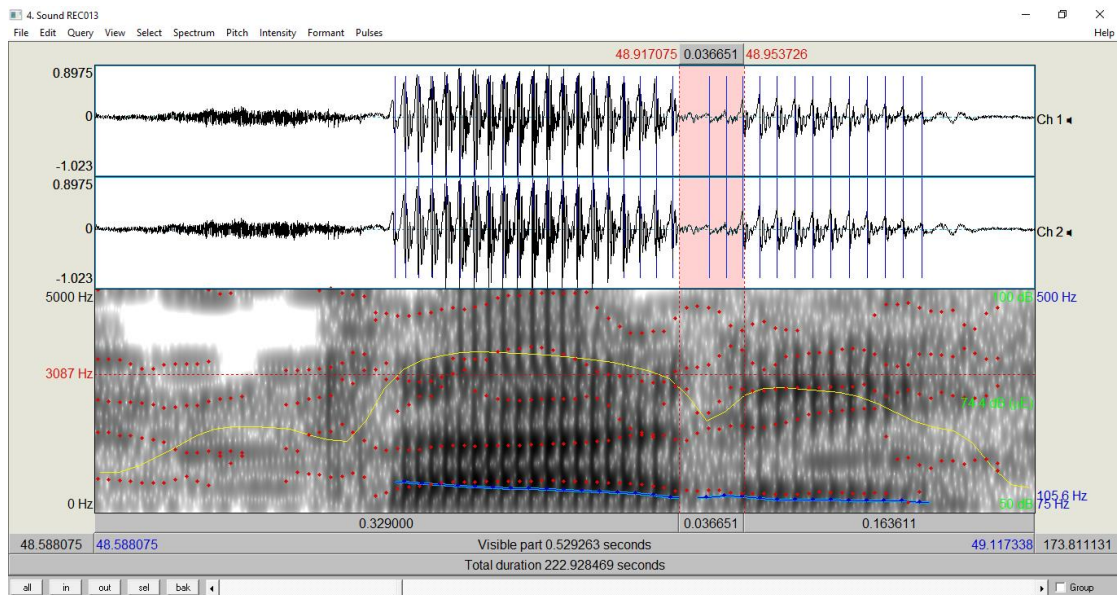 4. Sound REC013
File Edit Query View Select Spectrum Pitch Intensity Formant Pulses Help
48.917075 0.036651 48.953726
0.8975
0
-1.023
Ch 1
0.8975
0
-1.023
Ch 2
5000 Hz 100 dB 500 Hz
3087 Hz
105.6 Hz
0 Hz 50 dB 75 Hz
0.329000 0.036651 0.163611
48.588075 48.588075 Visible part 0.529263 seconds 49.117338 173.811131
Total duration 222.928469 seconds
all in out sel bak Group